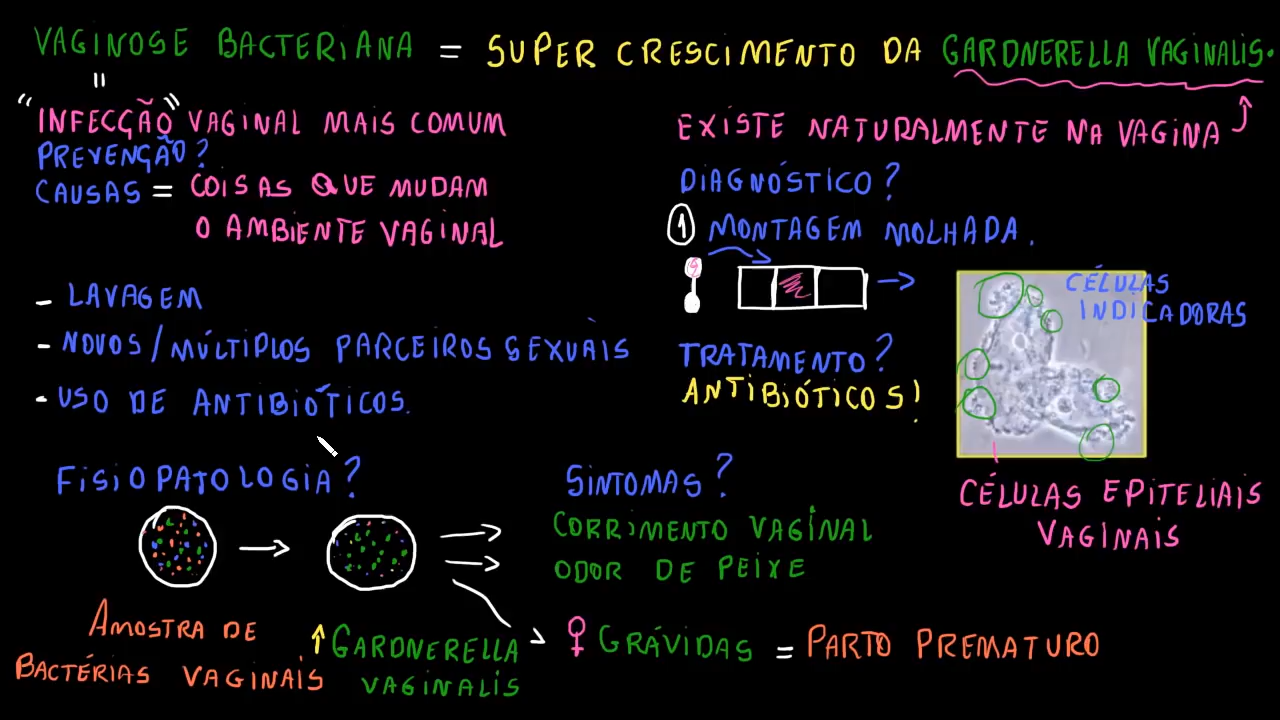 VAGINOSE BACTERIANA = SUPER CRESCIMENTO DA GARDNERELLA VAGINALIS.
"INFECÇÃO" VAGINAL MAIS COMUM
PREVENÇÃO?
CAUSAS = COISAS QUE MUDAM
O AMBIENTE VAGINAL
- LAVAGEM
- NOVOS/MÚLTIPLOS PARCEIROS SEXUAIS
- USO DE ANTIBIÓTICOS.
EXISTE NATURALMENTE NA VAGINA
DIAGNÓSTICO?
1 MONTAGEM MOLHADA.
CÉLULAS
INDICADORAS
TRATAMENTO?
ANTIBIÓTICOS!
CÉLULAS EPITELIAIS
VAGINAIS
FISIOPATOLOGIA?
AMOSTRA DE
BACTÉRIAS VAGINAIS
↑ GARDNERELLA
VAGINALIS
SINTOMAS?
CORRIMENTO VAGINAL
ODOR DE PEIXE
♀ GRÁVIDAS = PARTO PREMATURO